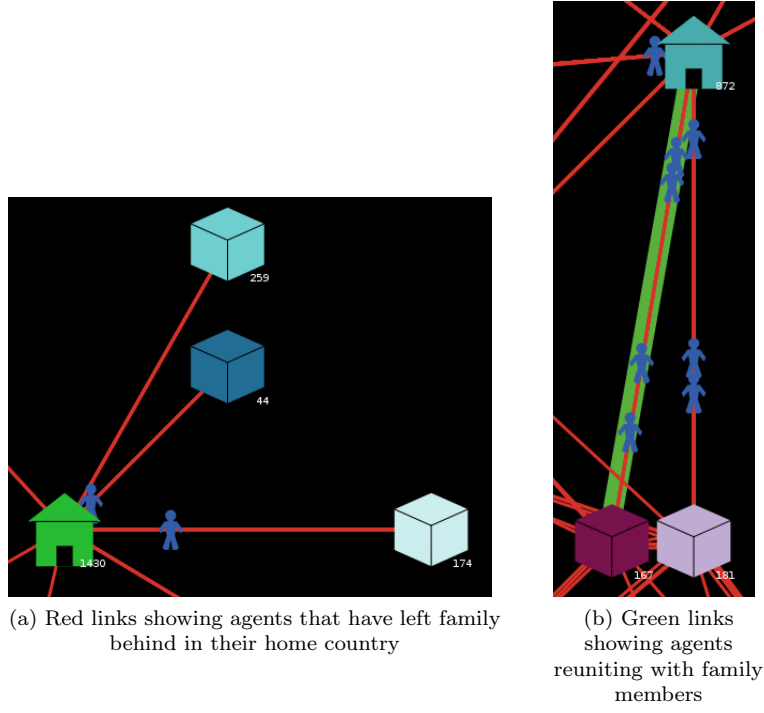 259
44
1430
174
(a) Red links showing agents that have left family
behind in their home country
872
167
181
(b) Green links
showing agents
reuniting with family
members